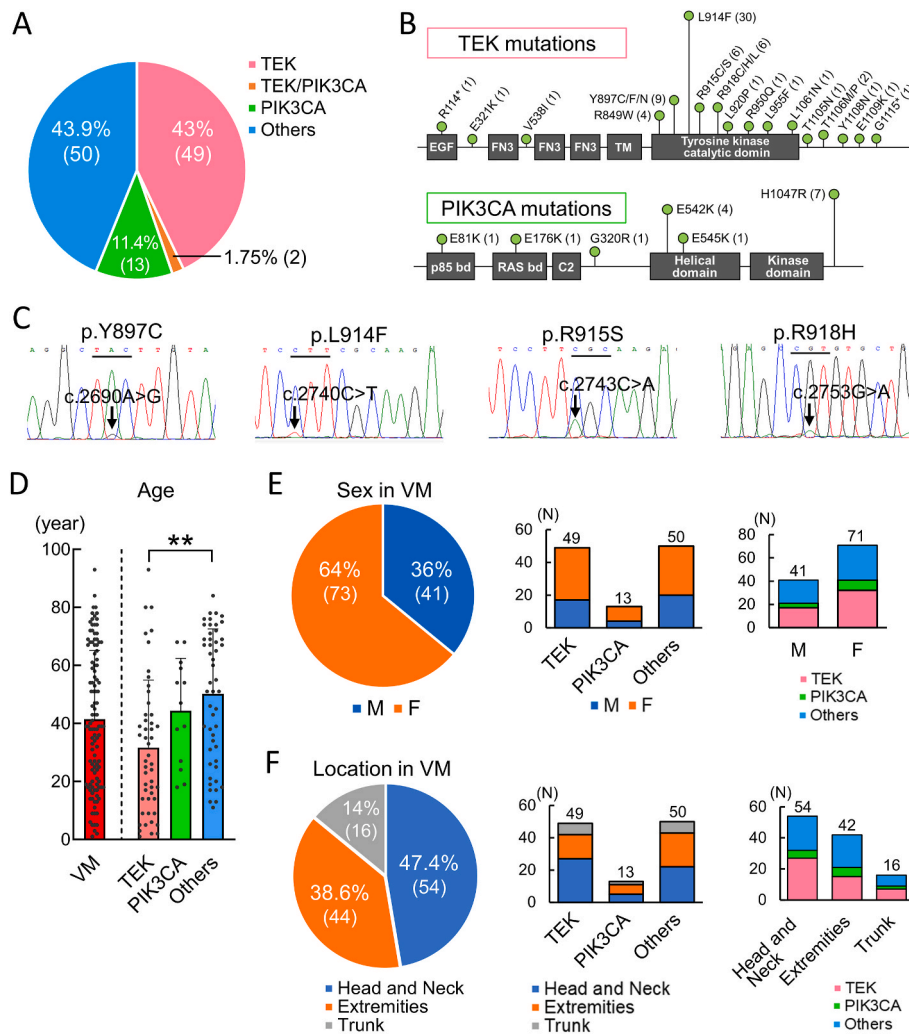 A
TEK
TEK/PIK3CA
PIK3CA
Others
43.9%
(50)
43%
(49)
11.4%
(13)
1.75% (2)
B
TEK mutations
R114* (1)
E321K (1)
V538I (1)
R849W (4)
Y897C/F/N (9)
L914F (30)
R915C/S (6)
R918C/H/L (6)
L920P (1)
R950Q (1)
L955F (1)
L1061N (1)
T1105N (1)
T1106M/P (2)
Y1108N (1)
E1109K (1)
G1115* (1)
EGF
FN3
FN3
FN3
TM
Tyrosine kinase
catalytic domion
PIK3CA mutations
E81K (1)
E176K (1)
G320R (1)
E542K (4)
E545K (1)
H1047R (7)
p85 bd
RAS bd
C2
Helical
domain
Kinase
domain
C
p.Y897C
A G C T A C T T
T A
c.2690A>G
p.L914F
T C C T T C G C A A G
c.2740C>T
p.R915S
T C C T T C G C A A G A
c.2743C>A
p.R918H
C G T G T G C T G
c.2753G>A
D
Age
(year)
**
100
80
60
40
20
0
VM
TEK
PIK3CA
Others
E
Sex in VM
64%
(73)
36%
(41)
M
F
(N)
60
40
20
0
49
13
50
TEK
PIK3CA
Others
M
F
(N)
80
60
40
20
0
41
71
M
F
TEK
PIK3CA
Others
F
Location in VM
14%
(16)
47.4%
(54)
38.6%
(44)
Head and Neck
Extremities
Trunk
(N)
60
40
20
0
49
13
50
TEK
PIK3CA
Others
Head and Neck
Extremities
Trunk
(N)
60
40
20
0
54
42
16
Head and
Neck
Extremities
Trunk
TEK
PIK3CA
Others